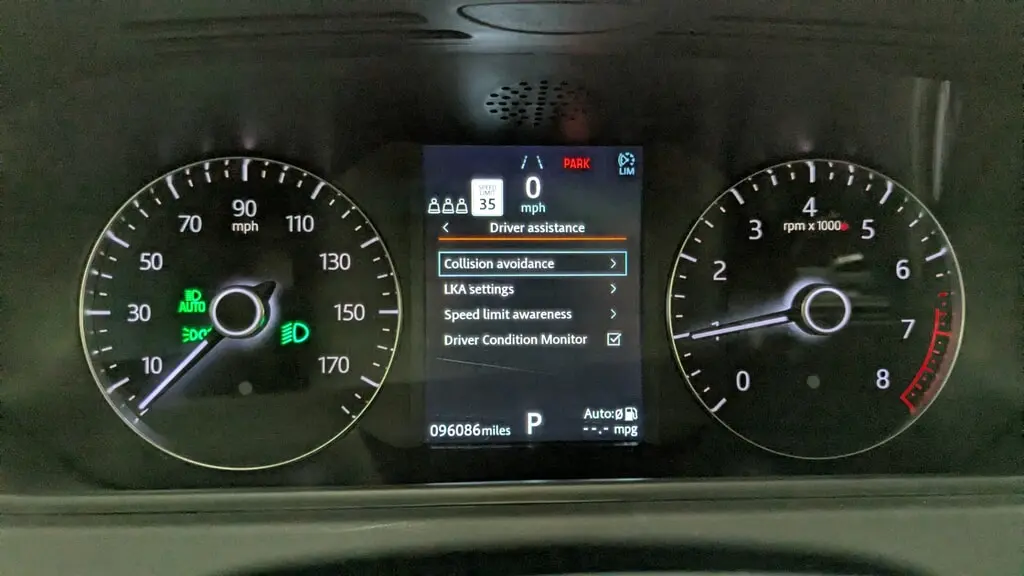 PARK
LIM
SPEED LIMIT 35
0
mph
Driver assistance
Collision avoidance
LKA settings
Speed limit awareness
Driver Condition Monitor
096086 miles
P
Auto:Ø
--.- mpg
10
30
50
70
90
mph
110
130
150
170
AUTO
0
1
2
3
4
5
6
7
8
rpm x 1000